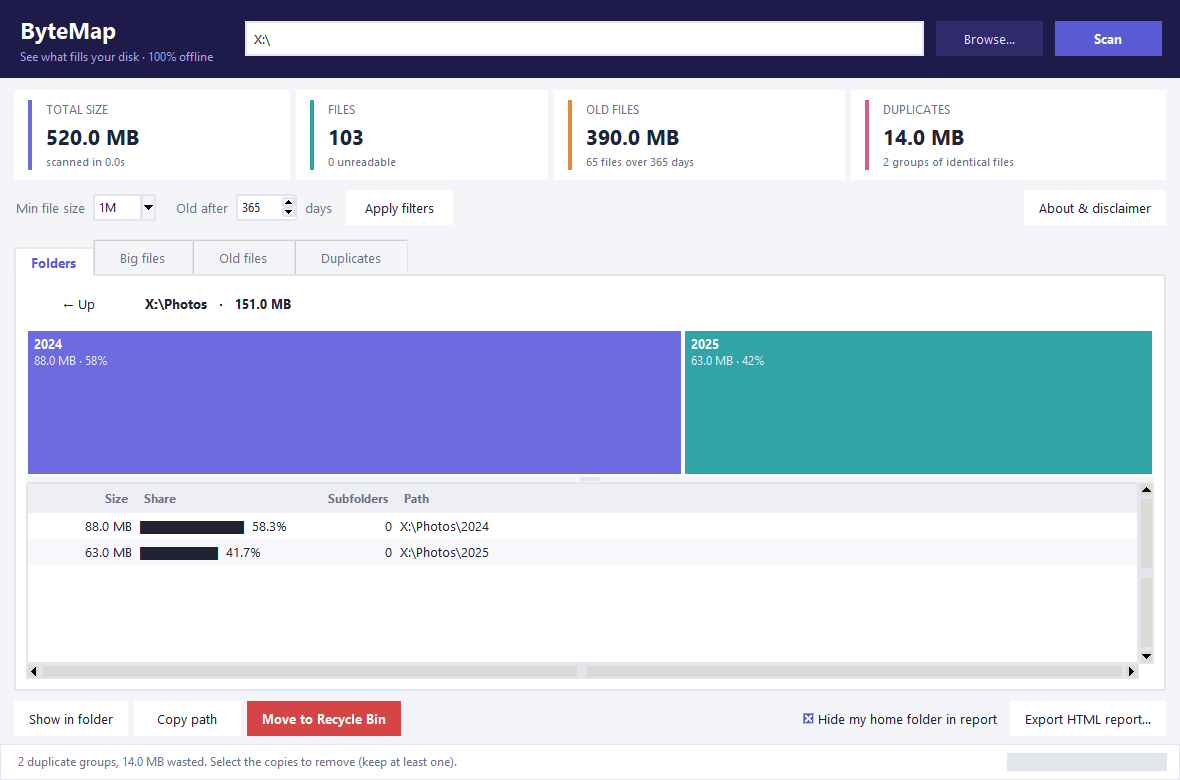 ByteMap
See what fills your disk · 100% offline
X:\
Browse...
Scan
TOTAL SIZE
520.0 MB
scanned in 0.0s
FILES
103
0 unreadable
OLD FILES
390.0 MB
65 files over 365 days
DUPLICATES
14.0 MB
2 groups of identical files
Min file size 1M Old after 365 days Apply filters About & disclaimer
Folders Big files Old files Duplicates
← Up X:\Photos · 151.0 MB
2024
88.0 MB · 58%
2025
63.0 MB · 42%
Size Share Subfolders Path
88.0 MB 58.3% 0 X:\Photos\2024
63.0 MB 41.7% 0 X:\Photos\2025
Show in folder Copy path Move to Recycle Bin Hide my home folder in report Export HTML report...
2 duplicate groups, 14.0 MB wasted. Select the copies to remove (keep at least one).